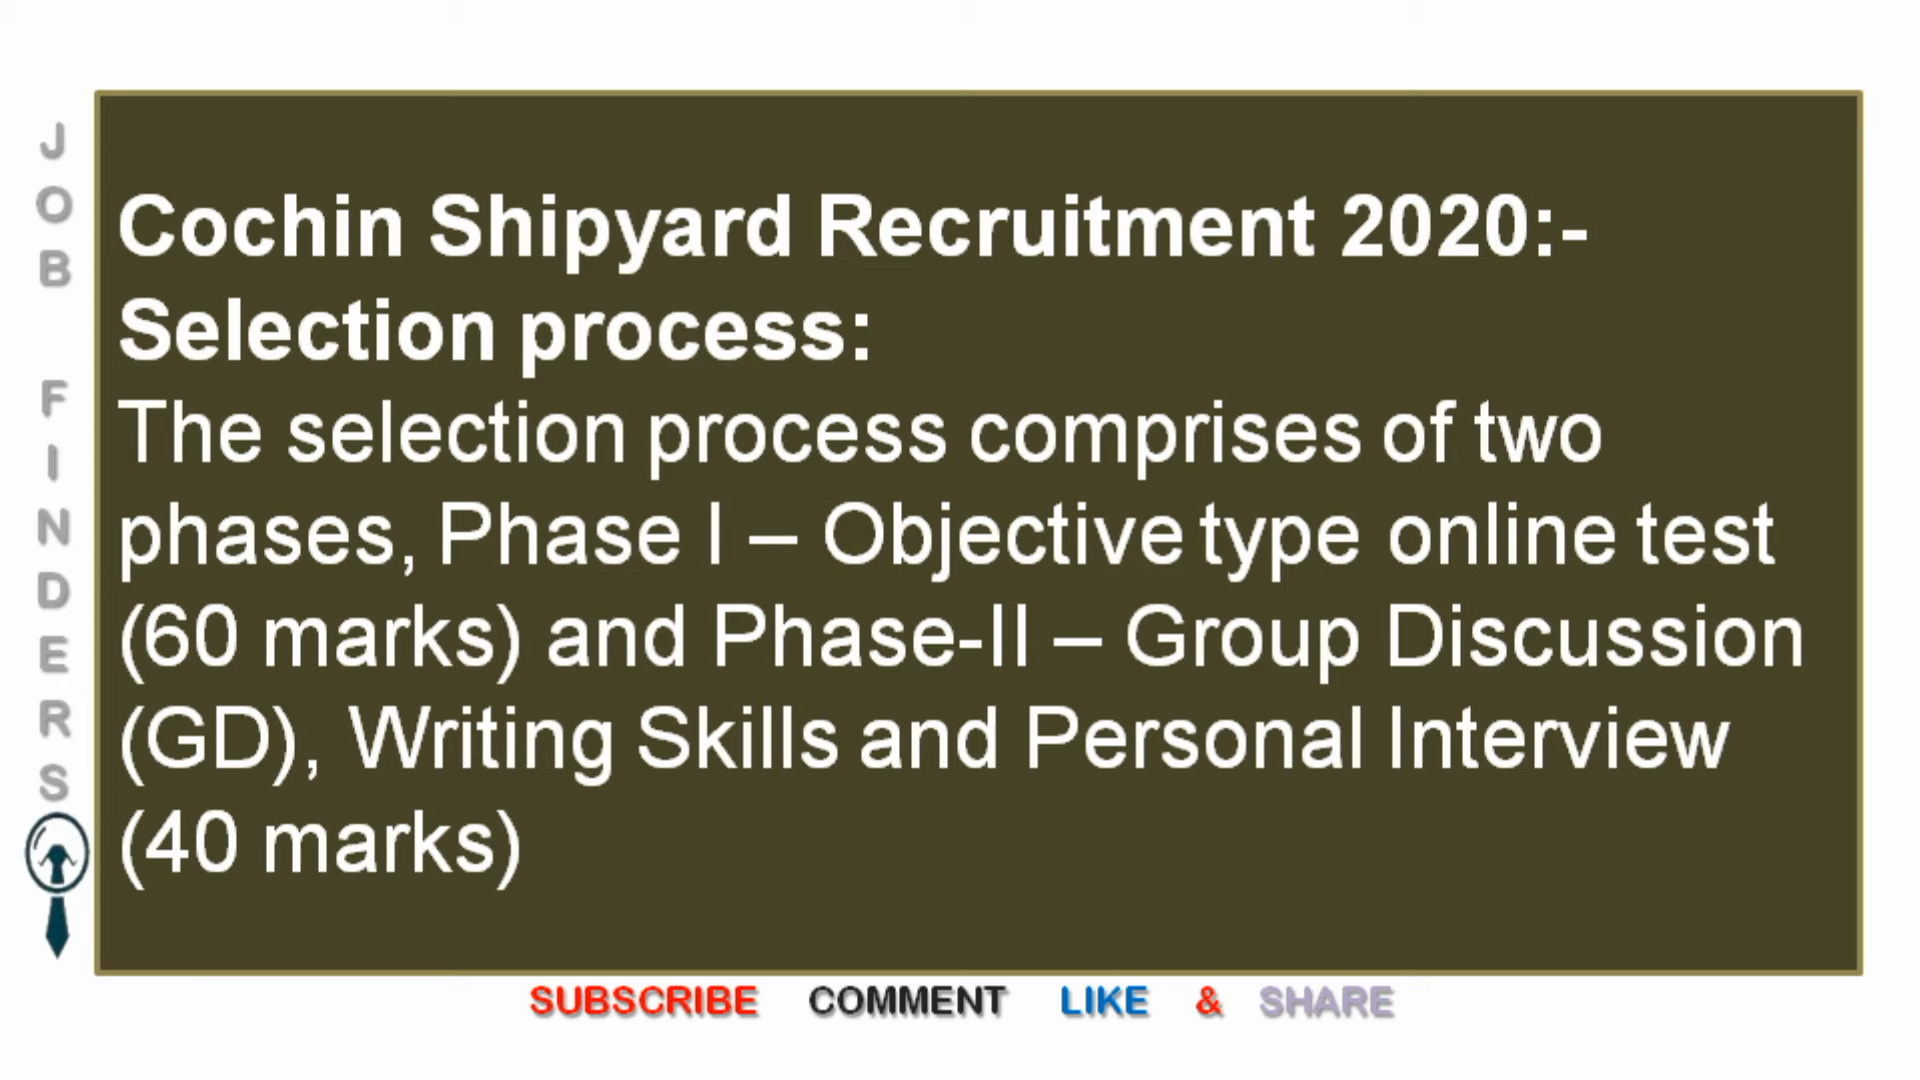 JOB FINDERS
Cochin Shipyard Recruitment 2020:-
Selection process:
The selection process comprises of two
phases, Phase I – Objective type online test
(60 marks) and Phase-II – Group Discussion
(GD), Writing Skills and Personal Interview
(40 marks)
SUBSCRIBE COMMENT LIKE & SHARE